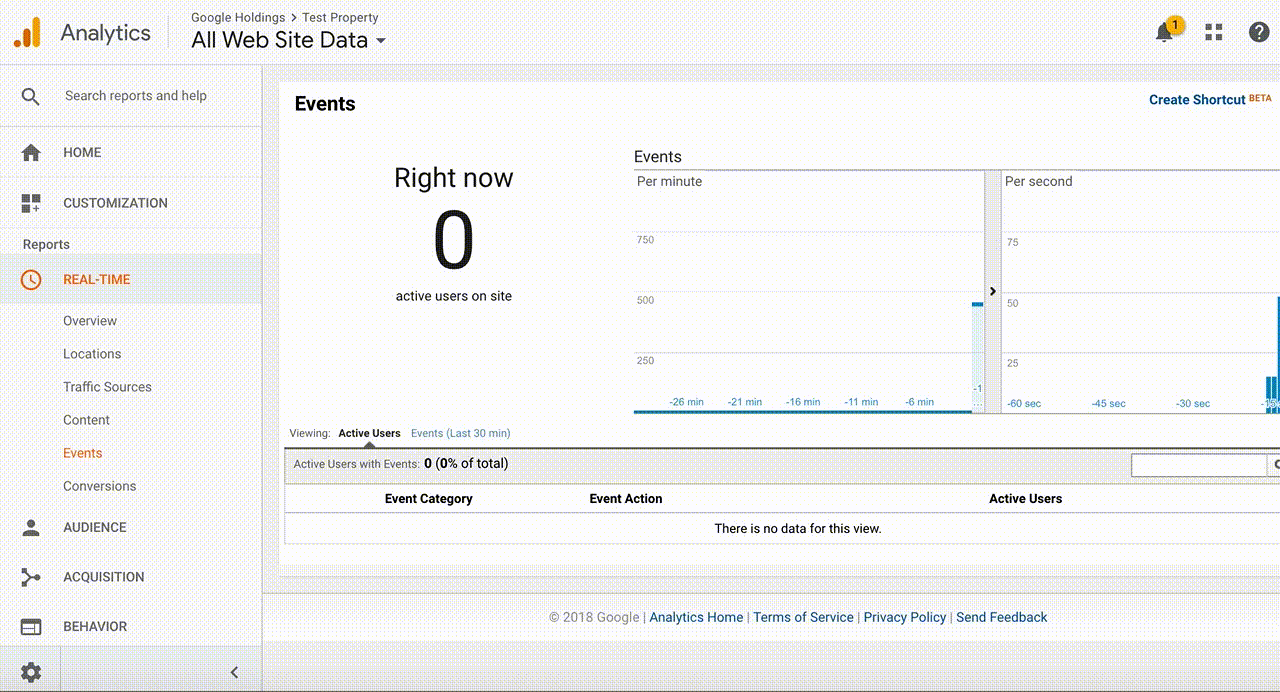 Analytics
Google Holdings > Test Property
All Web Site Data
1
Search reports and help
HOME
CUSTOMIZATION
Reports
REAL-TIME
Overview
Locations
Traffic Sources
Content
Events
Conversions
AUDIENCE
ACQUISITION
BEHAVIOR
Events
Create Shortcut BETA
Right now
0
active users on site
Events
Per minute
750
500
250
-26 min -21 min -16 min -11 min -6 min
-1
Per second
75
50
25
-60 sec -45 sec -30 sec
Viewing: Active Users Events (Last 30 min)
Active Users with Events: 0 (0% of total)
Event Category Event Action Active Users
There is no data for this view.
© 2018 Google | Analytics Home | Terms of Service | Privacy Policy | Send Feedback